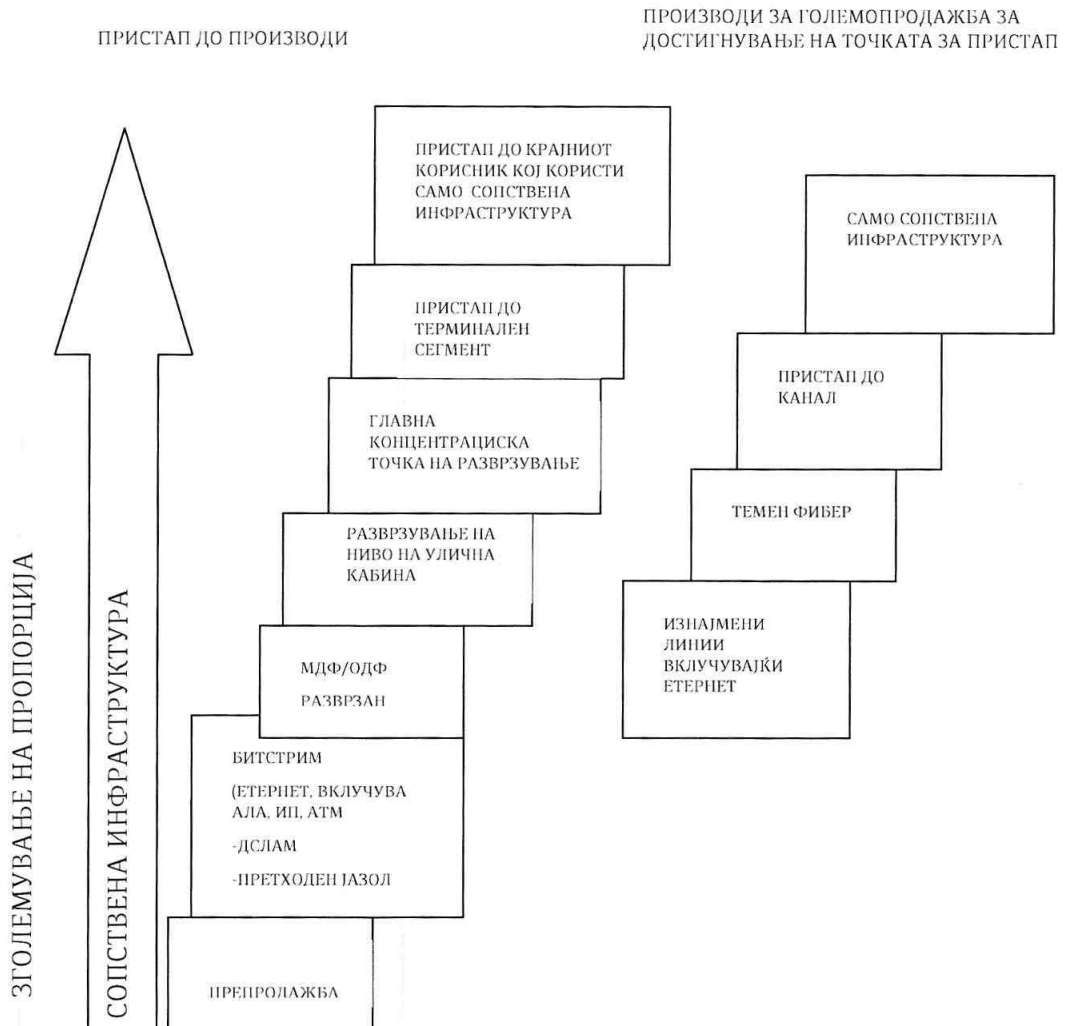 ПРИСТАП ДО ПРОИЗВОДИ
ПРОИЗВОДИ ЗА ГОЛЕМОПРОДАЖБА ЗА
ДОСТИГНУВАЊЕ НА ТОЧКАТА ЗА ПРИСТАП
ПРИСТАП ДО КРАЈНИОТ
КОРИСНИК КОЈ КОРИСТИ
САМО СОПСТВЕНА
ИНФРАСТРУКТУРА
ПРИСТАП ДО
ТЕРМИНАЛЕН
СЕГМЕНТ
ГЛАВНА
КОНЦЕНТРАЦИСКА
ТОЧКА НА РАЗВРЗУВАЊЕ
РАЗВРЗУВАЊЕ НА
НИВО НА УЛИЧНА
КАБИНА
МДФ/ОДФ
РАЗВРЗАН
БИТСТРИМ
(ЕТЕРНЕТ, ВКЛУЧУВА
АЛА, ИП, АТМ
-ДСЛАМ
-ПРЕТХОДЕН ЈАЗОЛ
ПРЕПРОДАЖБА
САМО СОПСТВЕНА
ИНФРАСТРУКТУРА
ПРИСТАП ДО
КАНАЛ
ТЕМЕН ФИБЕР
ИЗНАЈМЕНИ
ЛИНИИ
ВКЛУЧУВАЈЌИ
ЕТЕРНЕТ
ЗГОЛЕМУВАЊЕ НА ПРОПОРЦИЈА
СОПСТВЕНА ИНФРАСТРУКТУРА